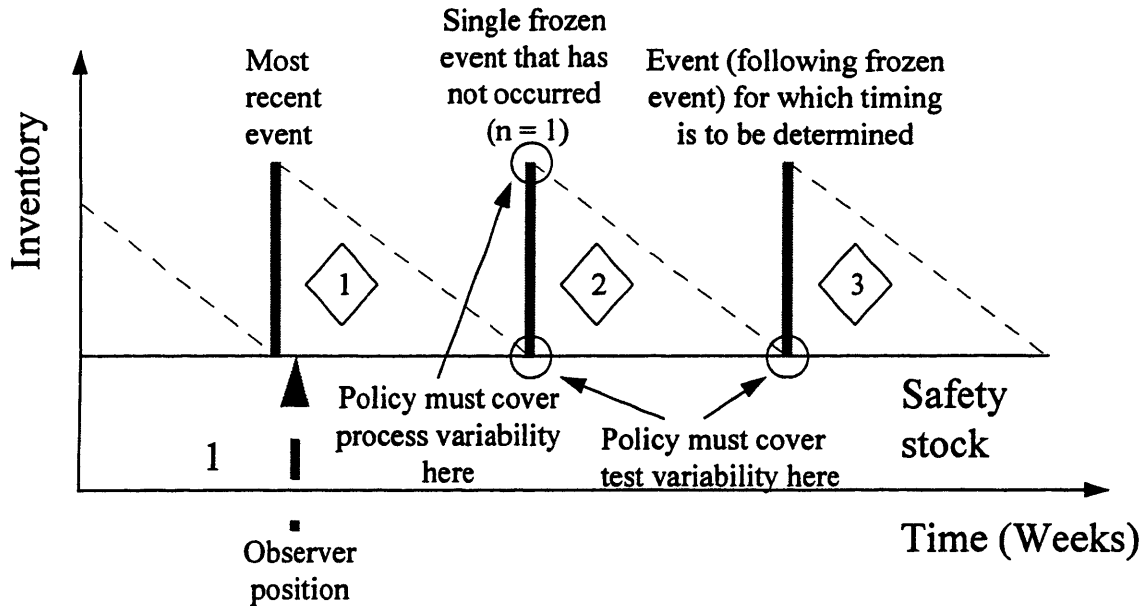 Single frozen
event that has
not occurred
(n = 1)
Most
recent
event
Event (following frozen
event) for which timing
is to be determined
Inventory
1
2
3
Policy must cover
process variability
here
Policy must cover
test variability here
Safety
stock
1
Observer
position
Time (Weeks)